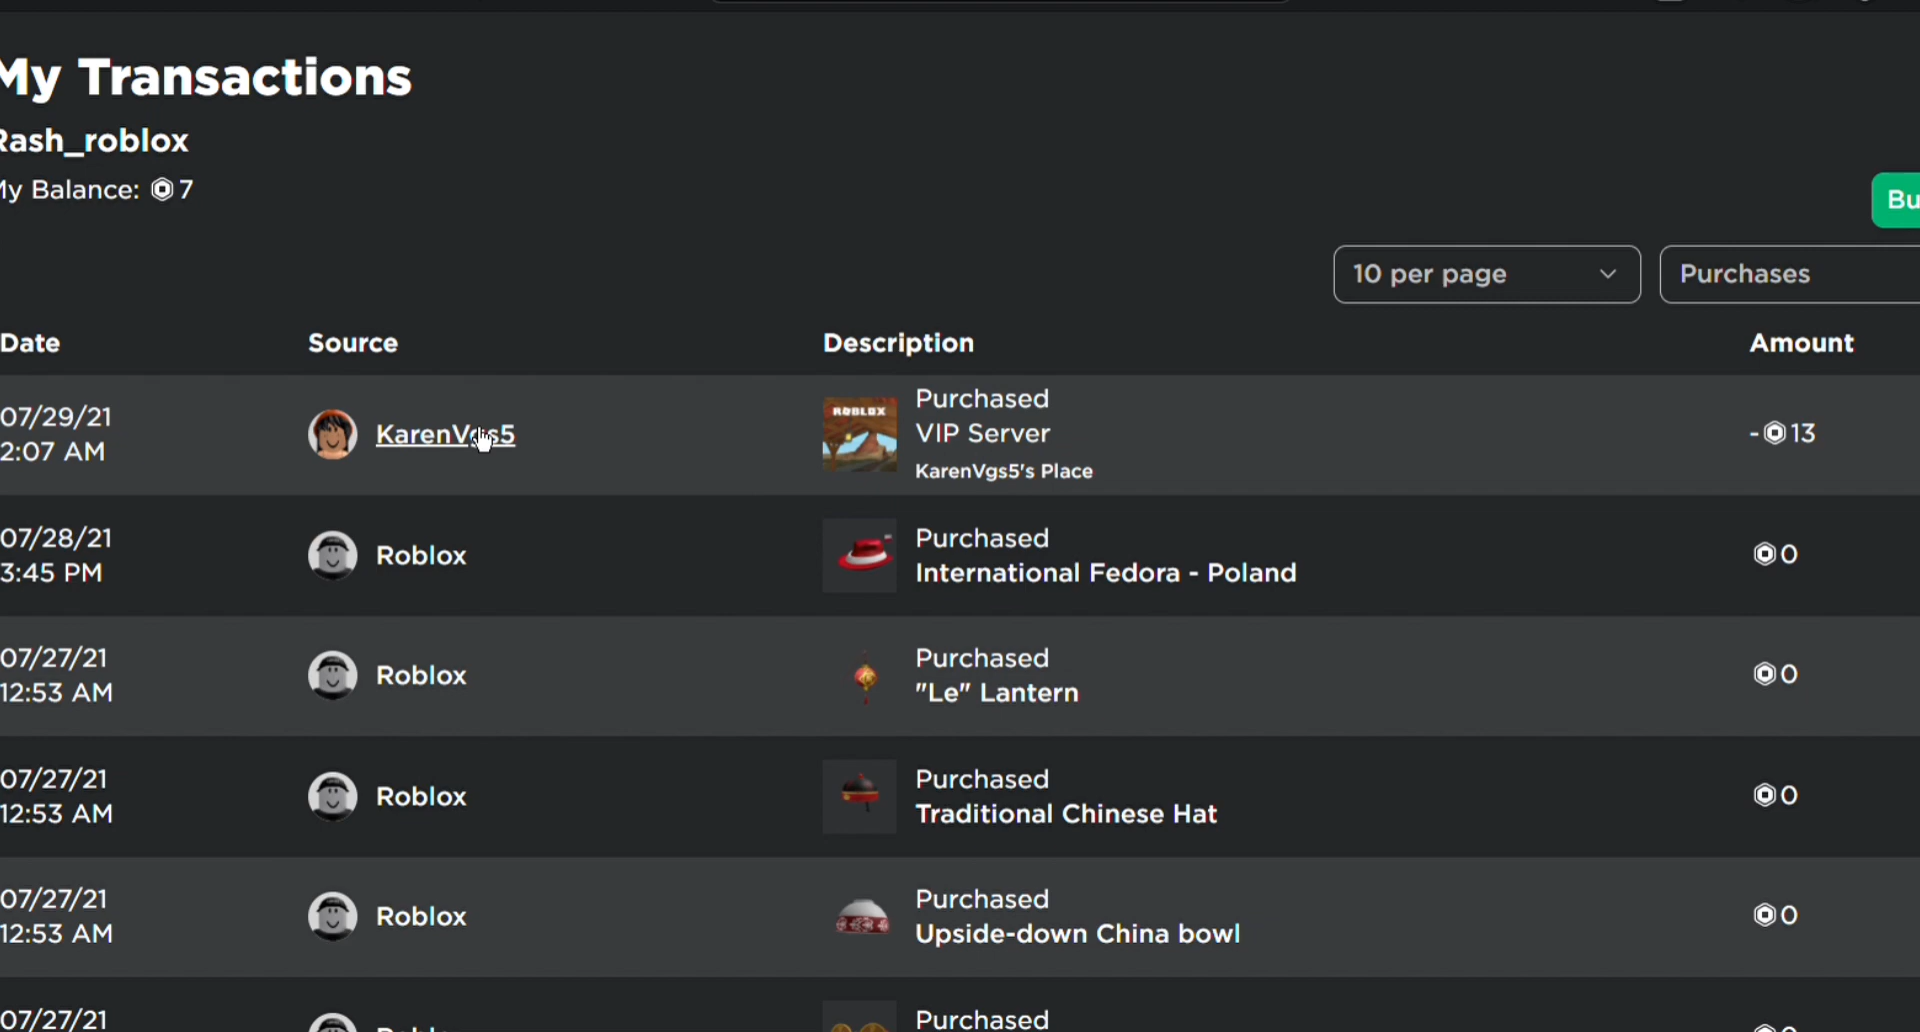 My Transactions
Rash_roblox
My Balance: 7
Bu
10 per page
Purchases
Date Source Description Amount
07/29/21
2:07 AM
KarenVgs5
ROBLOX
Purchased
VIP Server
KarenVgs5's Place
-13
07/28/21
3:45 PM
Roblox
Purchased
International Fedora - Poland
0
07/27/21
12:53 AM
Roblox
Purchased
"Le" Lantern
0
07/27/21
12:53 AM
Roblox
Purchased
Traditional Chinese Hat
0
07/27/21
12:53 AM
Roblox
Purchased
Upside-down China bowl
0
07/27/21
Purchased